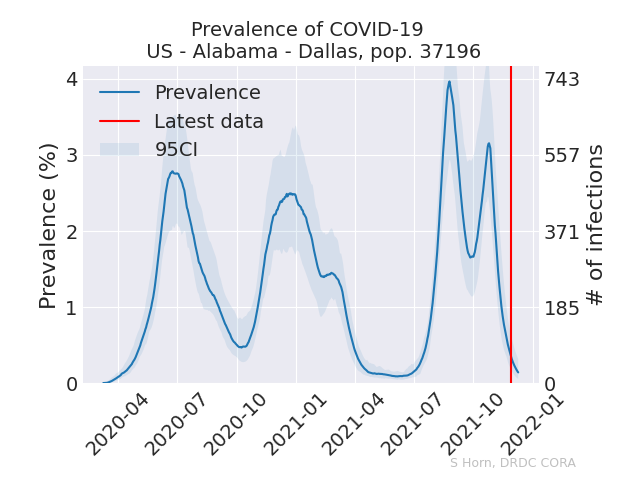 Prevalence of COVID-19
US - Alabama - Dallas, pop. 37196
Prevalence
Latest data
95CI
Prevalence (%)
4
3
2
1
0
743
557
371
185
0
# of infections
2020-04
2020-07
2020-10
2021-01
2021-04
2021-07
2021-10
2022-01
S Horn, DRDC CORA